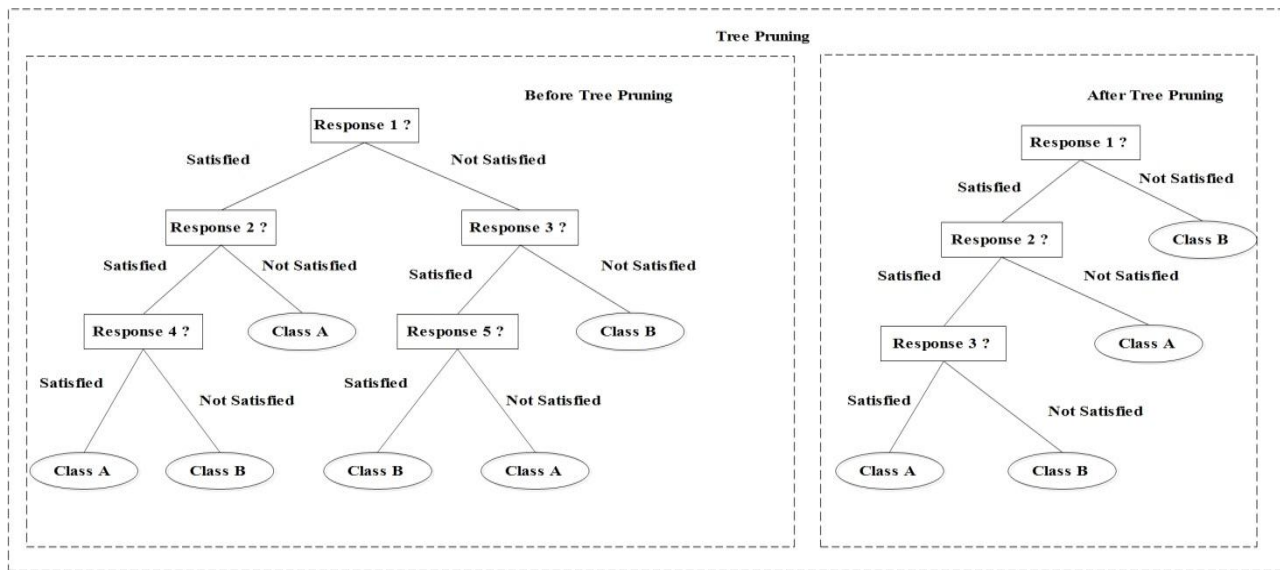 Tree Pruning
Before Tree Pruning
Response 1 ?
Satisfied
Not Satisfied
Response 2 ?
Response 3 ?
Satisfied
Not Satisfied
Satisfied
Not Satisfied
Response 4 ?
Class A
Response 5 ?
Class B
Satisfied
Not Satisfied
Satisfied
Not Satisfied
Class A
Class B
Class B
Class A
After Tree Pruning
Response 1 ?
Satisfied
Not Satisfied
Response 2 ?
Class B
Satisfied
Not Satisfied
Response 3 ?
Class A
Satisfied
Not Satisfied
Class A
Class B